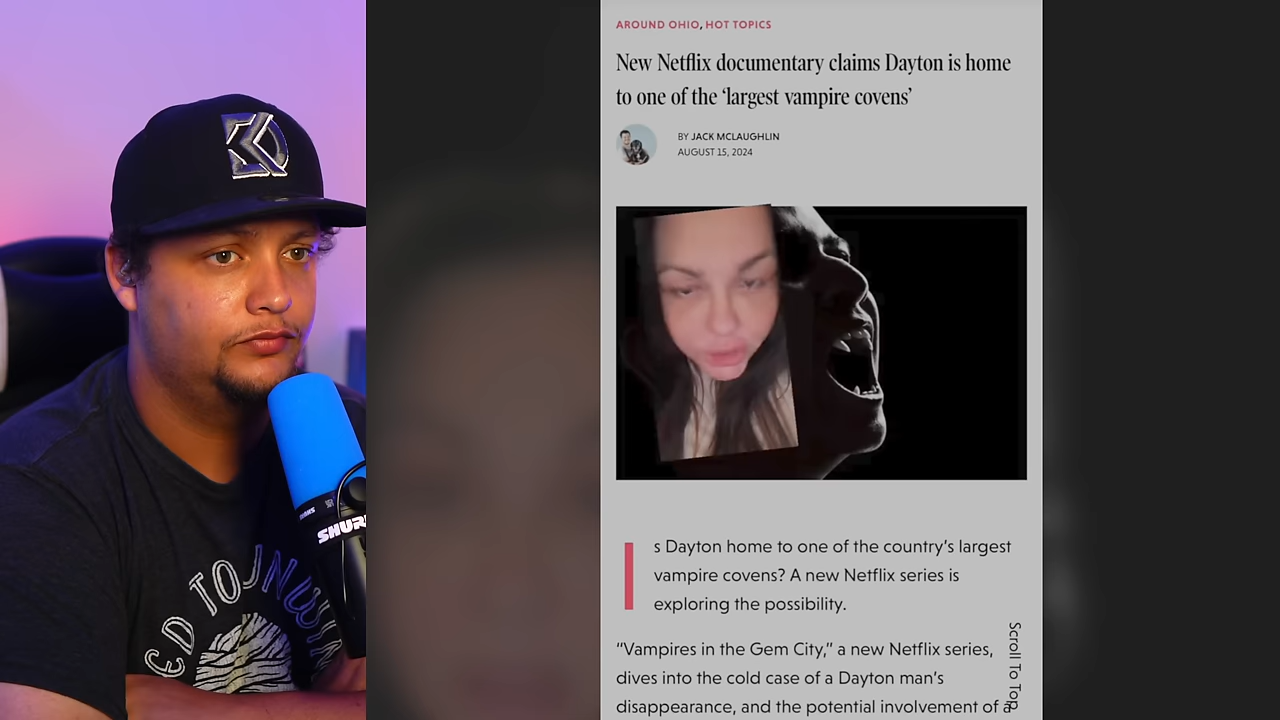 AROUND OHIO, HOT TOPICS
New Netflix documentary claims Dayton is home
to one of the ‘largest vampire covens’
BY JACK MCLAUGHLIN
AUGUST 15, 2024
Is Dayton home to one of the country’s largest
vampire covens? A new Netflix series is
exploring the possibility.
“Vampires in the Gem City,” a new Netflix series,
dives into the cold case of a Dayton man’s
disappearance, and the potential involvement of a
Scroll To Top
SHURE